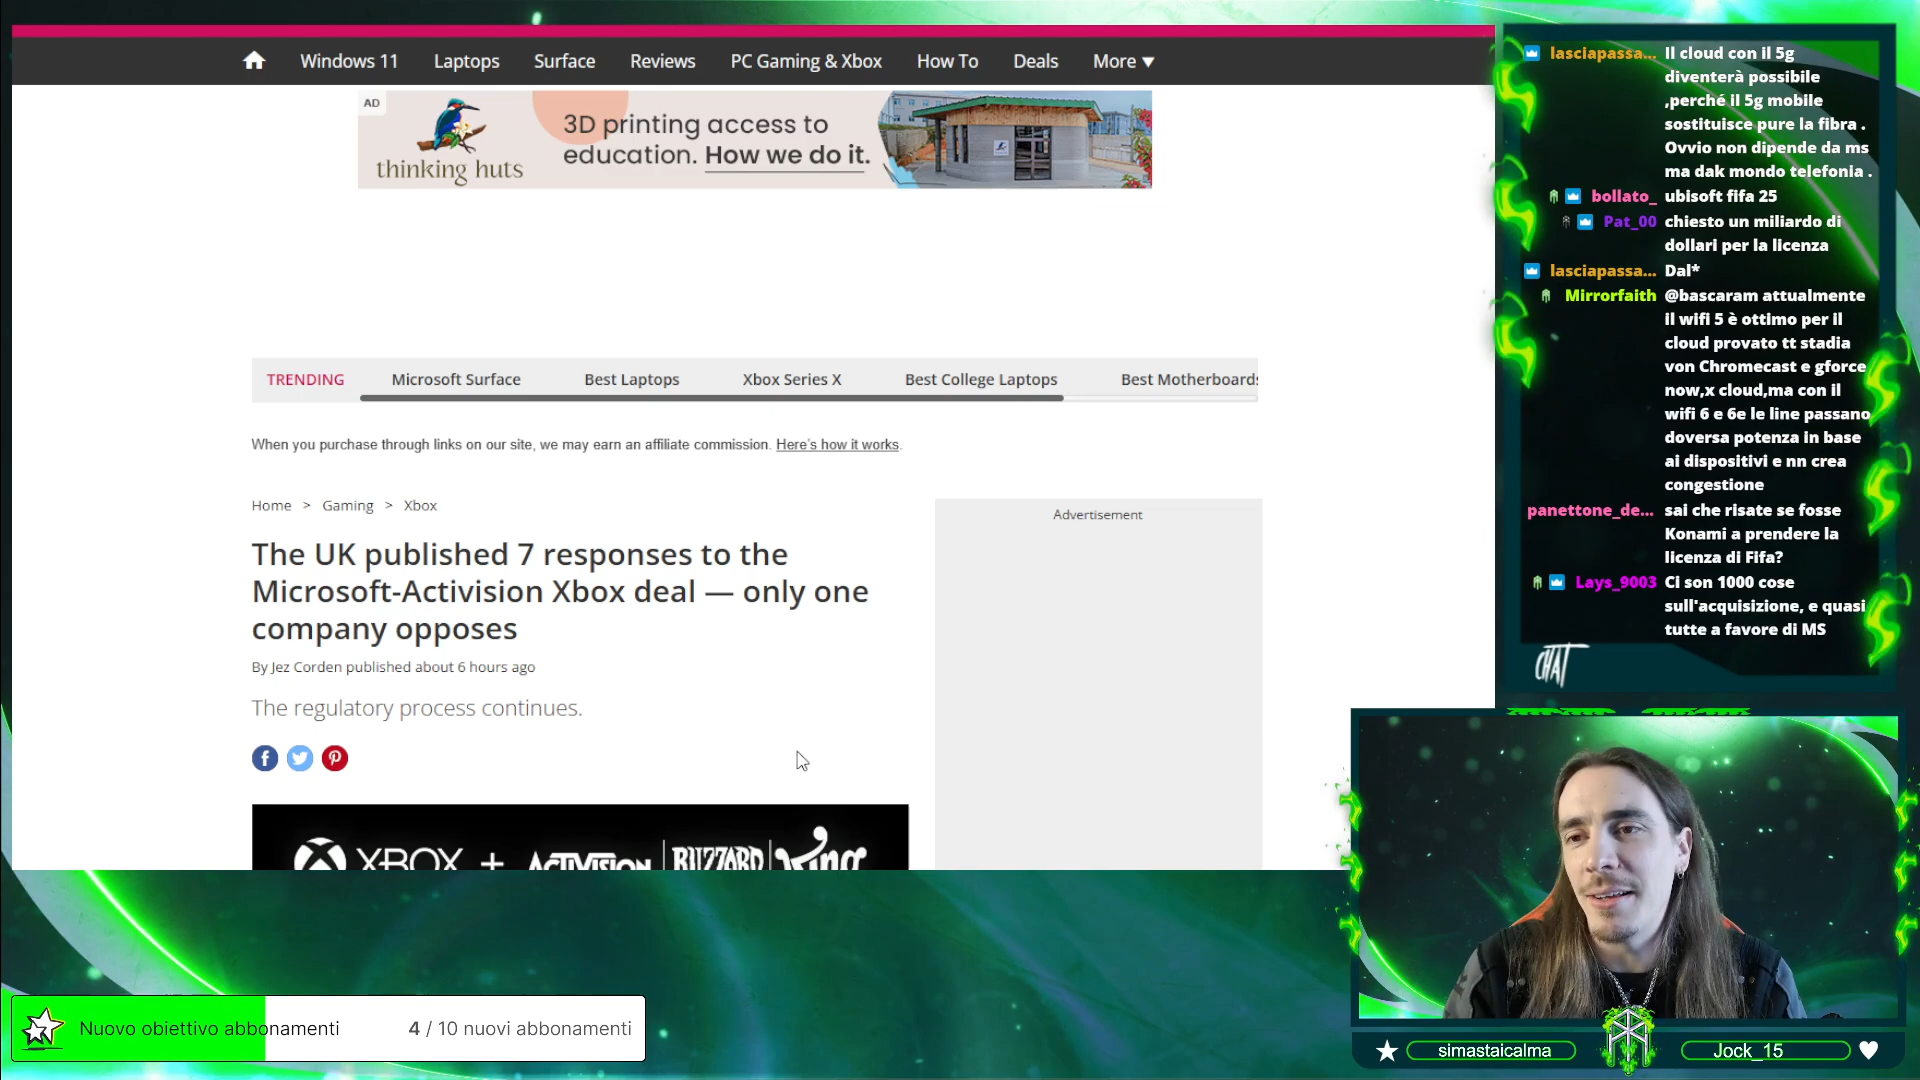 Windows 11 Laptops Surface Reviews PC Gaming & Xbox How To Deals More ▼
AD
thinking huts
3D printing access to
education. How we do it.
TRENDING Microsoft Surface Best Laptops Xbox Series X Best College Laptops Best Motherboards
When you purchase through links on our site, we may earn an affiliate commission. Here's how it works.
Home > Gaming > Xbox
Advertisement
The UK published 7 responses to the
Microsoft-Activision Xbox deal — only one
company opposes
By Jez Corden published about 6 hours ago
The regulatory process continues.
XBOX + ACTIVISION | BLIZZARD | King
Nuovo obiettivo abbonamenti 4 / 10 nuovi abbonamenti
lasciapassa... Il cloud con il 5g
diventerà possibile
,perché il 5g mobile
sostituisce pure la fibra .
Ovvio non dipende da ms
ma dak mondo telefonia .
bollato_ ubisoft fifa 25
Pat_00 chiesto un miliardo di
dollari per la licenza
lasciapassa... Dal*
Mirrorfaith @bascaram attualmente
il wifi 5 è ottimo per il
cloud provato tt stadia
von Chromecast e gforce
now,x cloud,ma con il
wifi 6 e 6e le line passano
doversa potenza in base
ai dispositivi e nn crea
congestione
panettone_de... sai che risate se fosse
Konami a prendere la
licenza di Fifa?
Lays_9003 Ci son 1000 cose
sull'acquisizione, e quasi
tutte a favore di MS
CHAT
simastaicalma Jock_15